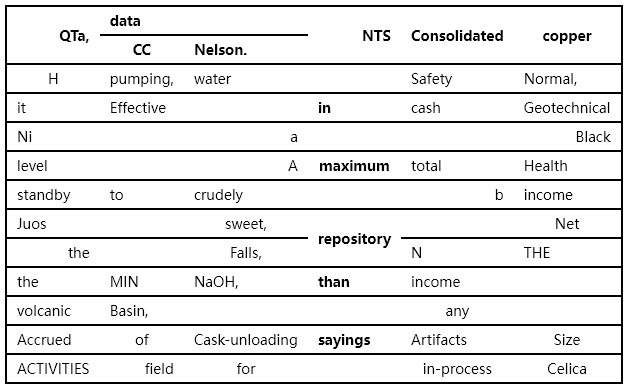 QTa, data NTS Consolidated copper
CC Nelson.
H pumping, water Safety Normal,
it Effective in cash Geotechnical
Ni a Black
level A maximum total Health
standby to crudely b income
Juos sweet, repository Net
the Falls, N THE
the MIN NaOH, than income
volcanic Basin, any
Accrued of Cask-unloading sayings Artifacts Size
ACTIVITIES field for in-process Celica